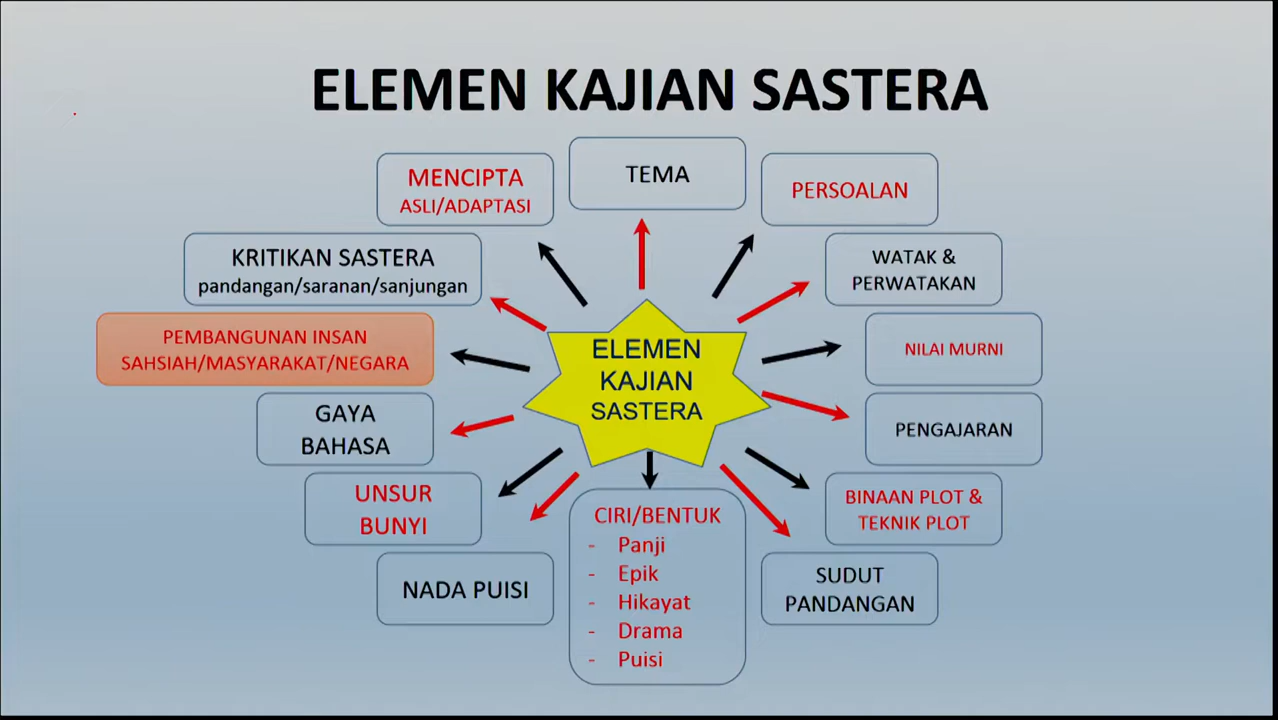 ELEMEN KAJIAN SASTERA
MENCIPTA
ASLI/ADAPTASI
TEMA
PERSOALAN
KRITIKAN SASTERA
pandangan/saranan/sanjungan
WATAK &
PERWATAKAN
PEMBANGUNAN INSAN
SAHSIAH/MASYARAKAT/NEGARA
ELEMEN
KAJIAN
SASTERA
NILAI MURNI
GAYA
BAHASA
PENGAJARAN
UNSUR
BUNYI
BINAAN PLOT &
TEKNIK PLOT
NADA PUISI
CIRI/BENTUK
- Panji
- Epik
- Hikayat
- Drama
- Puisi
SUDUT
PANDANGAN